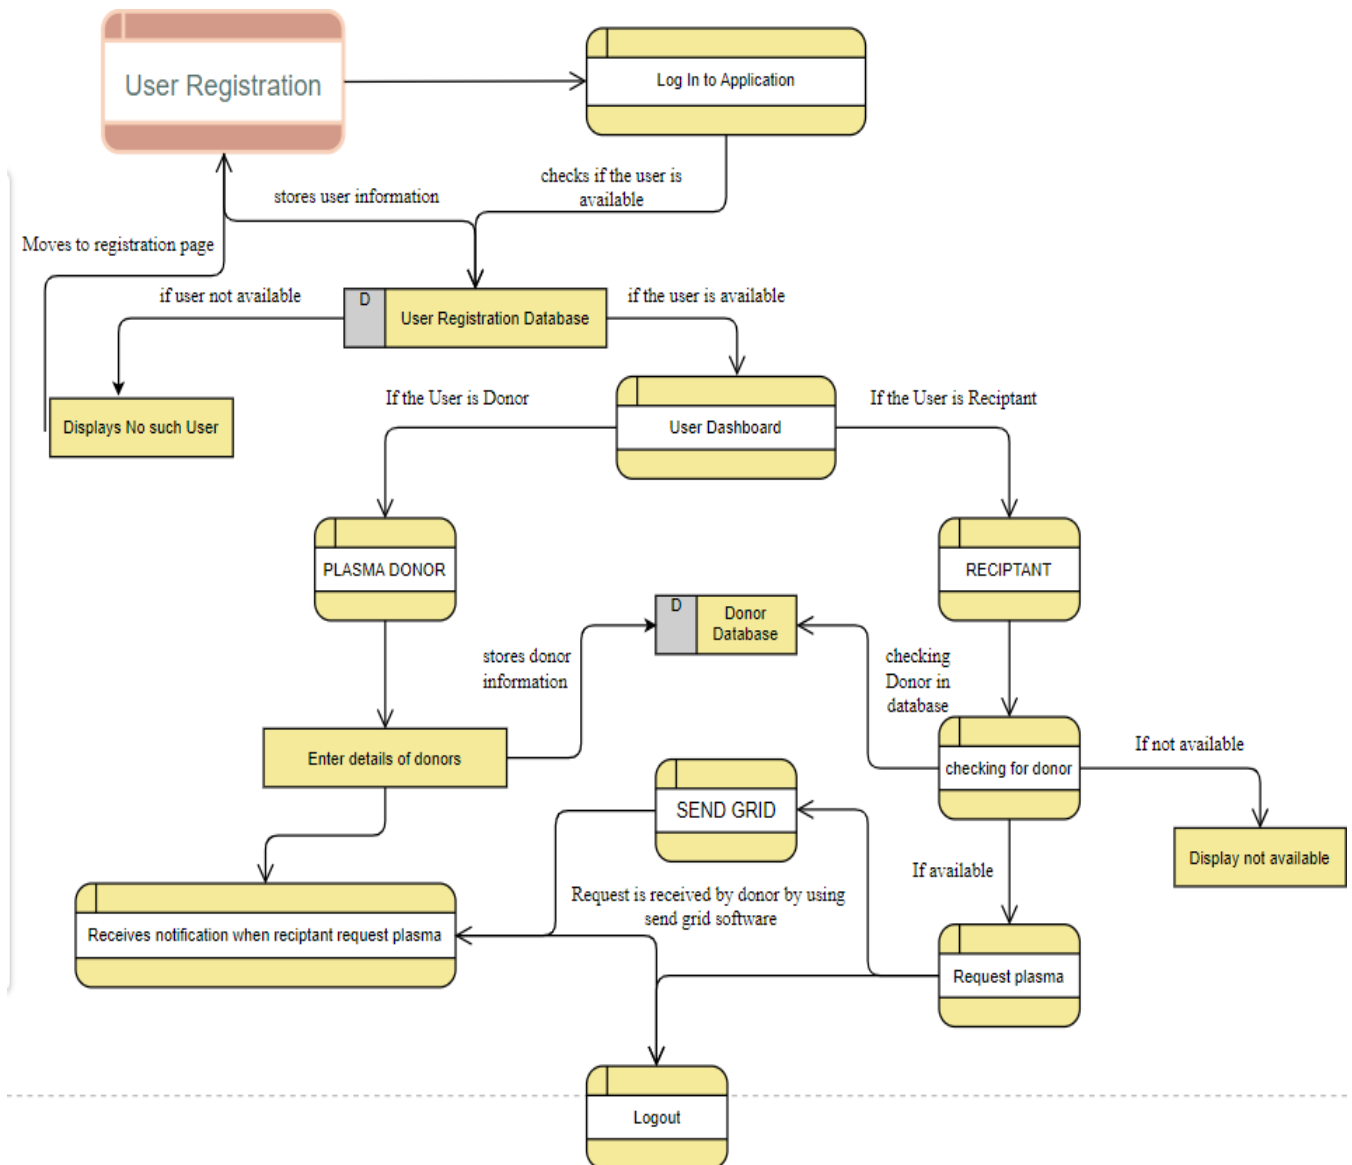 User Registration
Log In to Application
checks if the user is
available
stores user information
Moves to registration page
if user not available
D
User Registration Database
if the user is available
Displays No such User
If the User is Donor
User Dashboard
If the User is Reciptant
PLASMA DONOR
RECIPTANT
D
Donor
Database
stores donor
information
checking
Donor in
database
Enter details of donors
SEND GRID
checking for donor
If not available
Display not available
If available
Request is received by donor by using
send grid software
Receives notification when reciptant request plasma
Request plasma
Logout